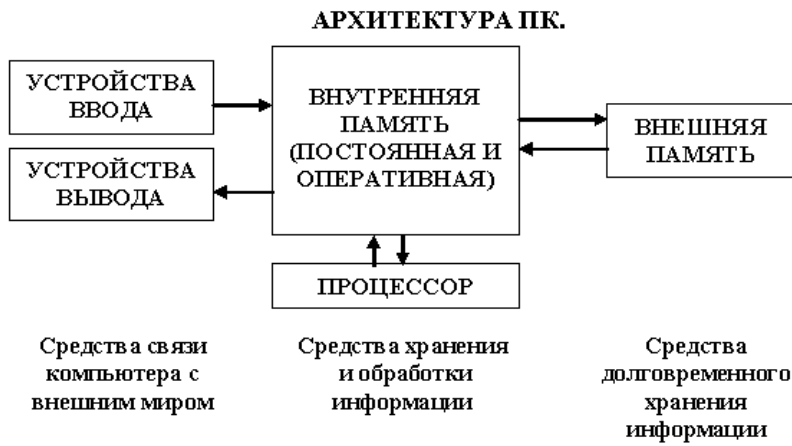 АРХИТЕКТУРА ПК.
УСТРОЙСТВА
ВВОДА
УСТРОЙСТВА
ВЫВОДА
ВНУТРЕННЯЯ
ПАМЯТЬ
(ПОСТОЯННАЯ И
ОПЕРАТИВНАЯ)
ВНЕШНЯЯ
ПАМЯТЬ
ПРОЦЕССОР
Средства связи
компьютера с
внешним миром
Средства хранения
и обработки
информации
Средства
долговременного
хранения
информации